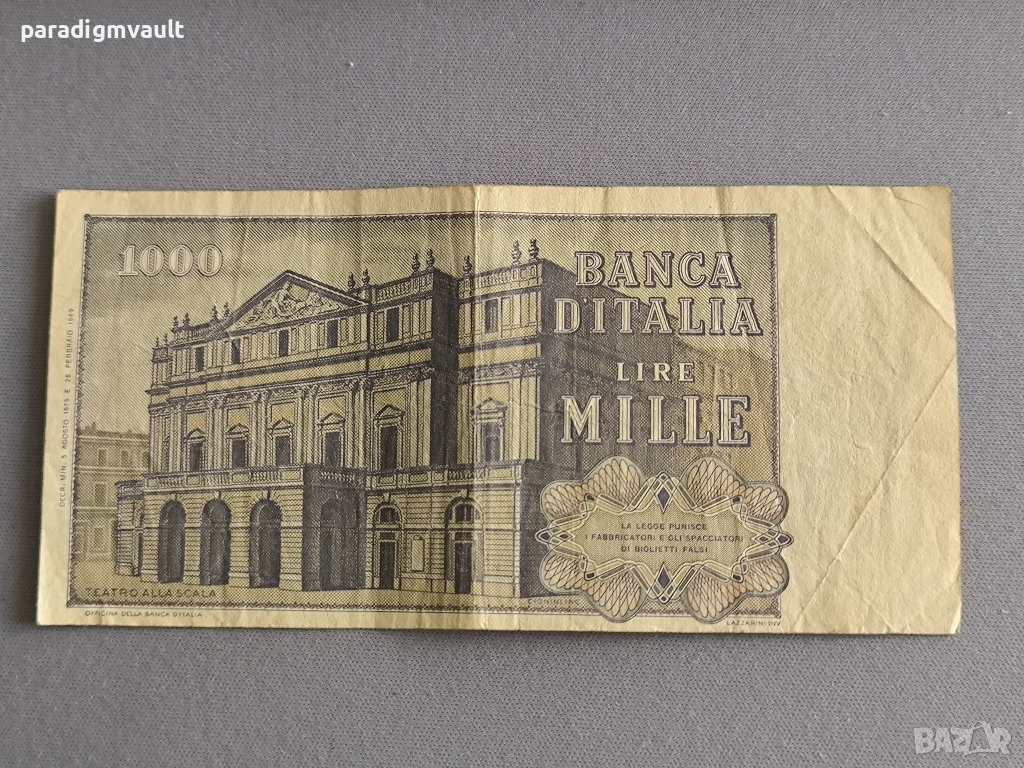 paradigmvault
1000
BANCA
D'ITALIA
LIRE
MILLE
DECR. MIN. 5 AGOSTO 1975 E 28 FEBBRAIO 1969
LA LEGGE PUNISCE
I FABBRICATORI E GLI SPACCIATORI
DI BIGLIETTI FALSI
TEATRO ALLA SCALA
OFFICINA DELLA BANCA D'ITALIA
LAZZARINI INV
BAZAR